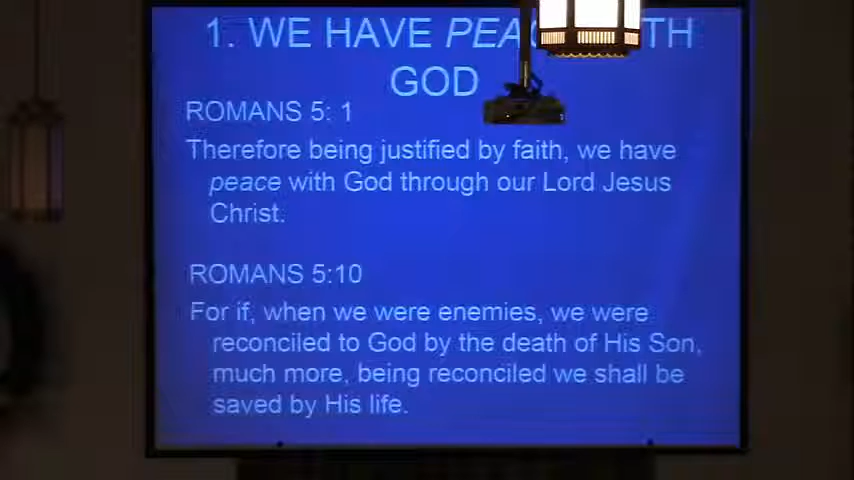 1. WE HAVE PEA TH
GOD
ROMANS 5: 1
Therefore being justified by faith, we have
peace with God through our Lord Jesus
Christ.
ROMANS 5:10
For if, when we were enemies, we were
reconciled to God by the death of His Son,
much more, being reconciled we shall be
saved by His life.